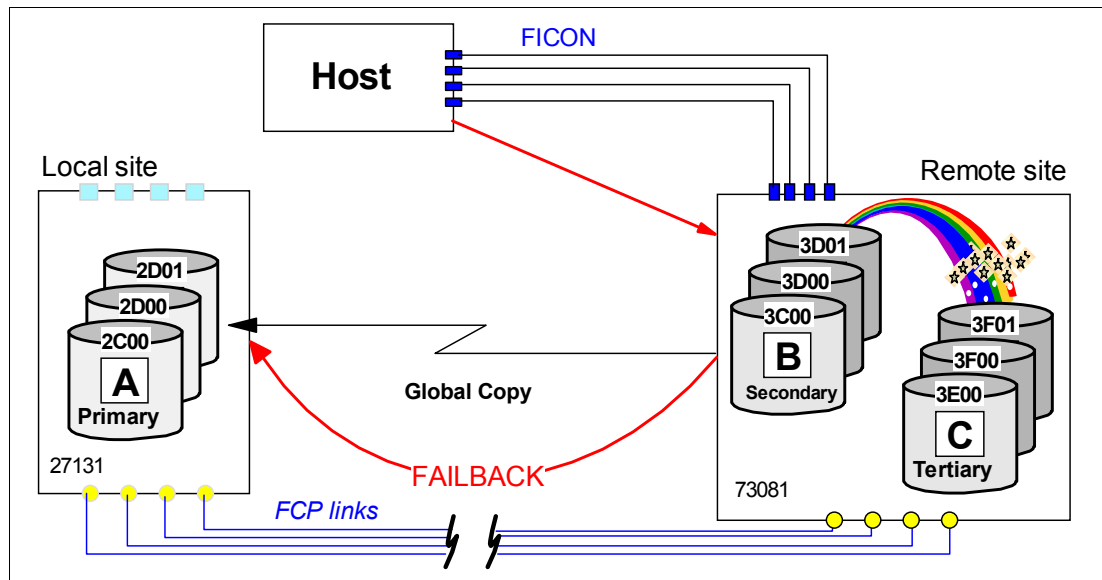 FICON
Host
Local site
Remote site
2D01
2D00
2C00
A
Primary
27131
Global Copy
FAILBACK
3D01
3D00
3C00
B
Secondary
3F01
3F00
3E00
C
Tertiary
73081
FCP links